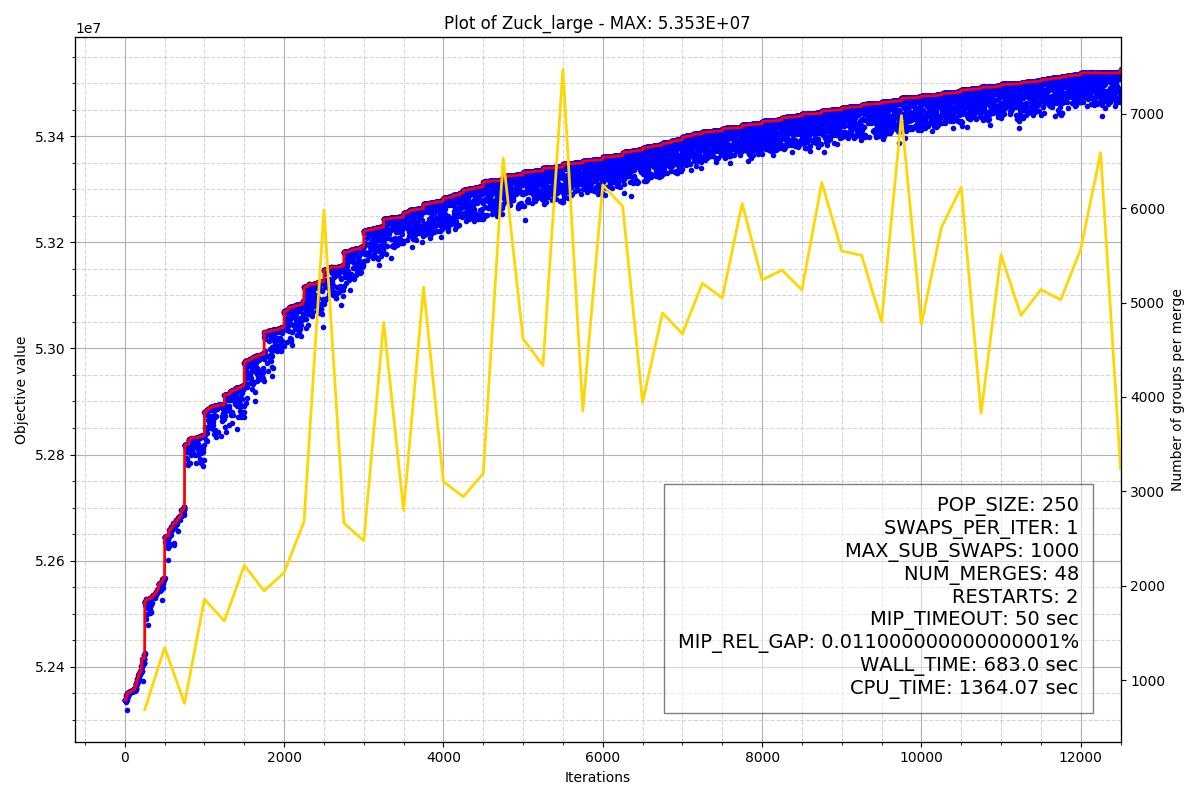 Plot of Zuck_large - MAX: 5.353E+07
1e7
5.34
5.32
5.30
5.28
5.26
5.24
Objective value
7000
6000
5000
4000
3000
2000
1000
Number of groups per merge
POP_SIZE: 250
SWAPS_PER_ITER: 1
MAX_SUB_SWAPS: 1000
NUM_MERGES: 48
RESTARTS: 2
MIP_TIMEOUT: 50 sec
MIP_REL_GAP: 0.011000000000000001%
WALL_TIME: 683.0 sec
CPU_TIME: 1364.07 sec
0 2000 4000 6000 8000 10000 12000
Iterations